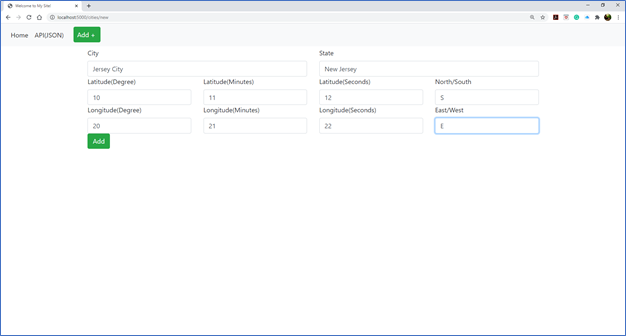 Welcome to My Site!
localhost:5000/cities/new
Home API(JSON) Add +
City State
Jersey City New Jersey
Latitude(Degree) Latitude(Minutes) Latitude(Seconds) North/South
10 11 12 S
Longitude(Degree) Longitude(Minutes) Longitude(Seconds) East/West
20 21 22 E
Add